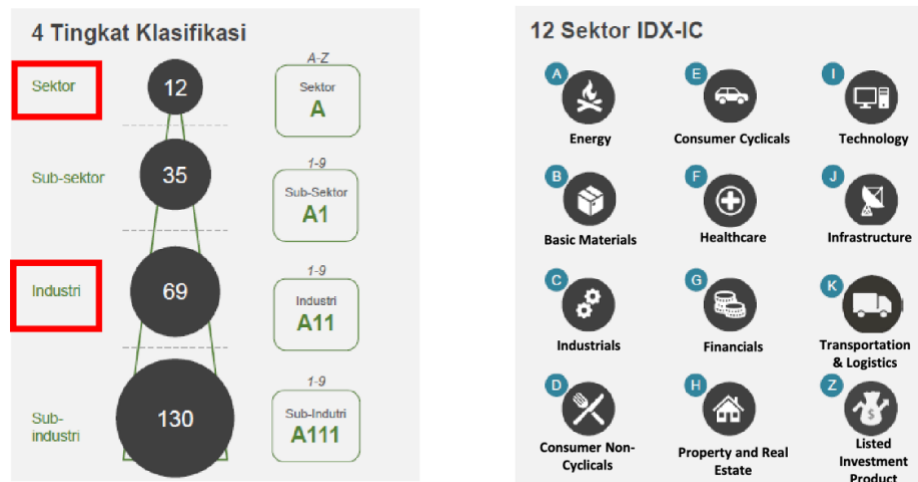 4 Tingkat Klasifikasi
Sektor
12
A-Z
Sektor
A
Sub-sektor
35
1-9
Sub-Sektor
A1
Industri
69
1-9
Industri
A11
Sub-
industri
130
1-9
Sub-Indutri
A111
12 Sektor IDX-IC
A
Energy
E
Consumer Cyclicals
I
Technology
B
Basic Materials
F
Healthcare
J
Infrastructure
C
Industrials
G
Financials
K
Transportation
& Logistics
D
Consumer Non-
Cyclicals
H
Property and Real
Estate
Z
$
Listed
Investment
Product